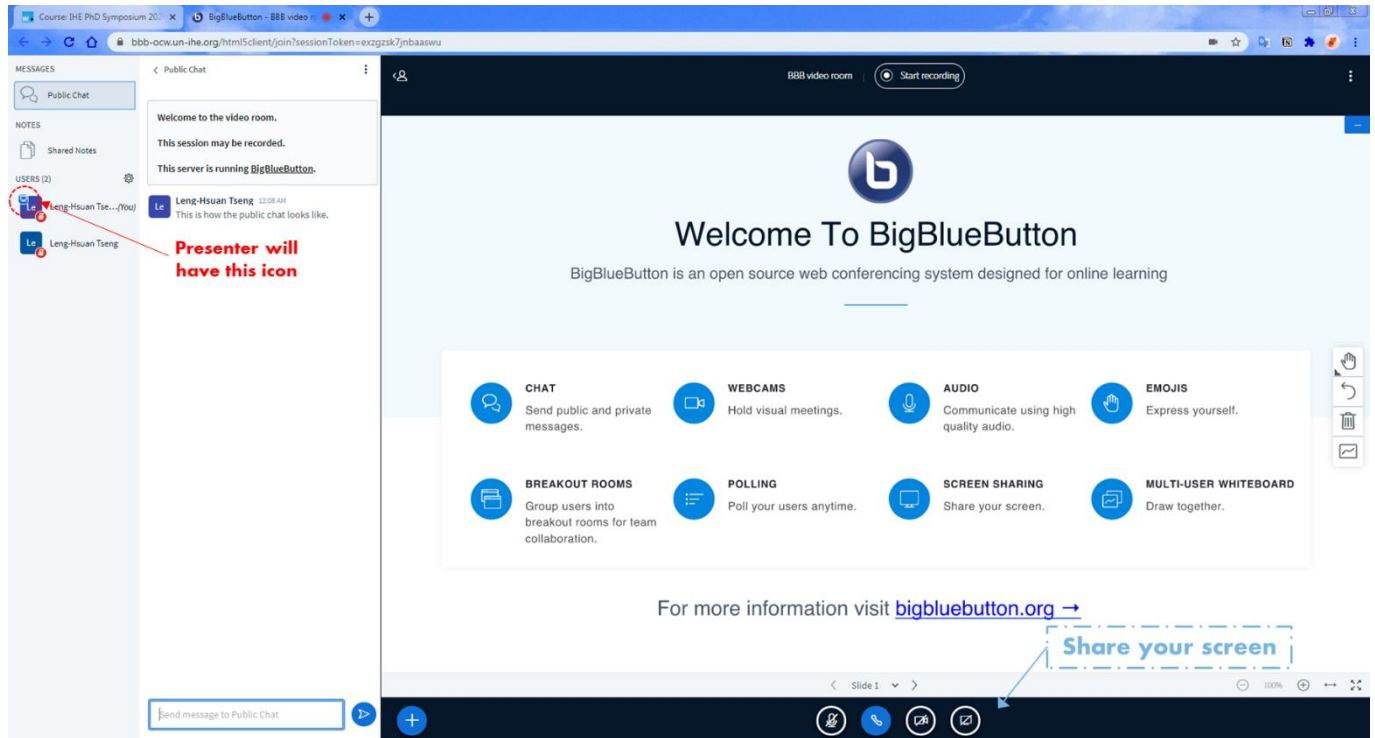 Course: IHE PhD Symposium 202
BigBlueButton - BBB video r
bbb-ocw.un-ihe.org/html5client/join?sessionToken=exzgzsk7jnbaaswu
MESSAGES
Public Chat
NOTES
Shared Notes
USERS (2)
Le
Leng-Hsuan Tse...(You)
Le
Leng-Hsuan Tseng
Public Chat
Welcome to the video room.
This session may be recorded.
This server is running BigBlueButton.
Le
Leng-Hsuan Tseng 12:08 AM
This is how the public chat looks like.
Presenter will
have this icon
Send message to Public Chat
BBB video room
Start recording
b
Welcome To BigBlueButton
BigBlueButton is an open source web conferencing system designed for online learning
CHAT
Send public and private
messages.
WEBCAMS
Hold visual meetings.
AUDIO
Communicate using high
quality audio.
EMOJIS
Express yourself.
BREAKOUT ROOMS
Group users into
breakout rooms for team
collaboration.
POLLING
Poll your users anytime.
SCREEN SHARING
Share your screen.
MULTI-USER WHITEBOARD
Draw together.
For more information visit bigbluebutton.org →
Share your screen
Slide 1
100%